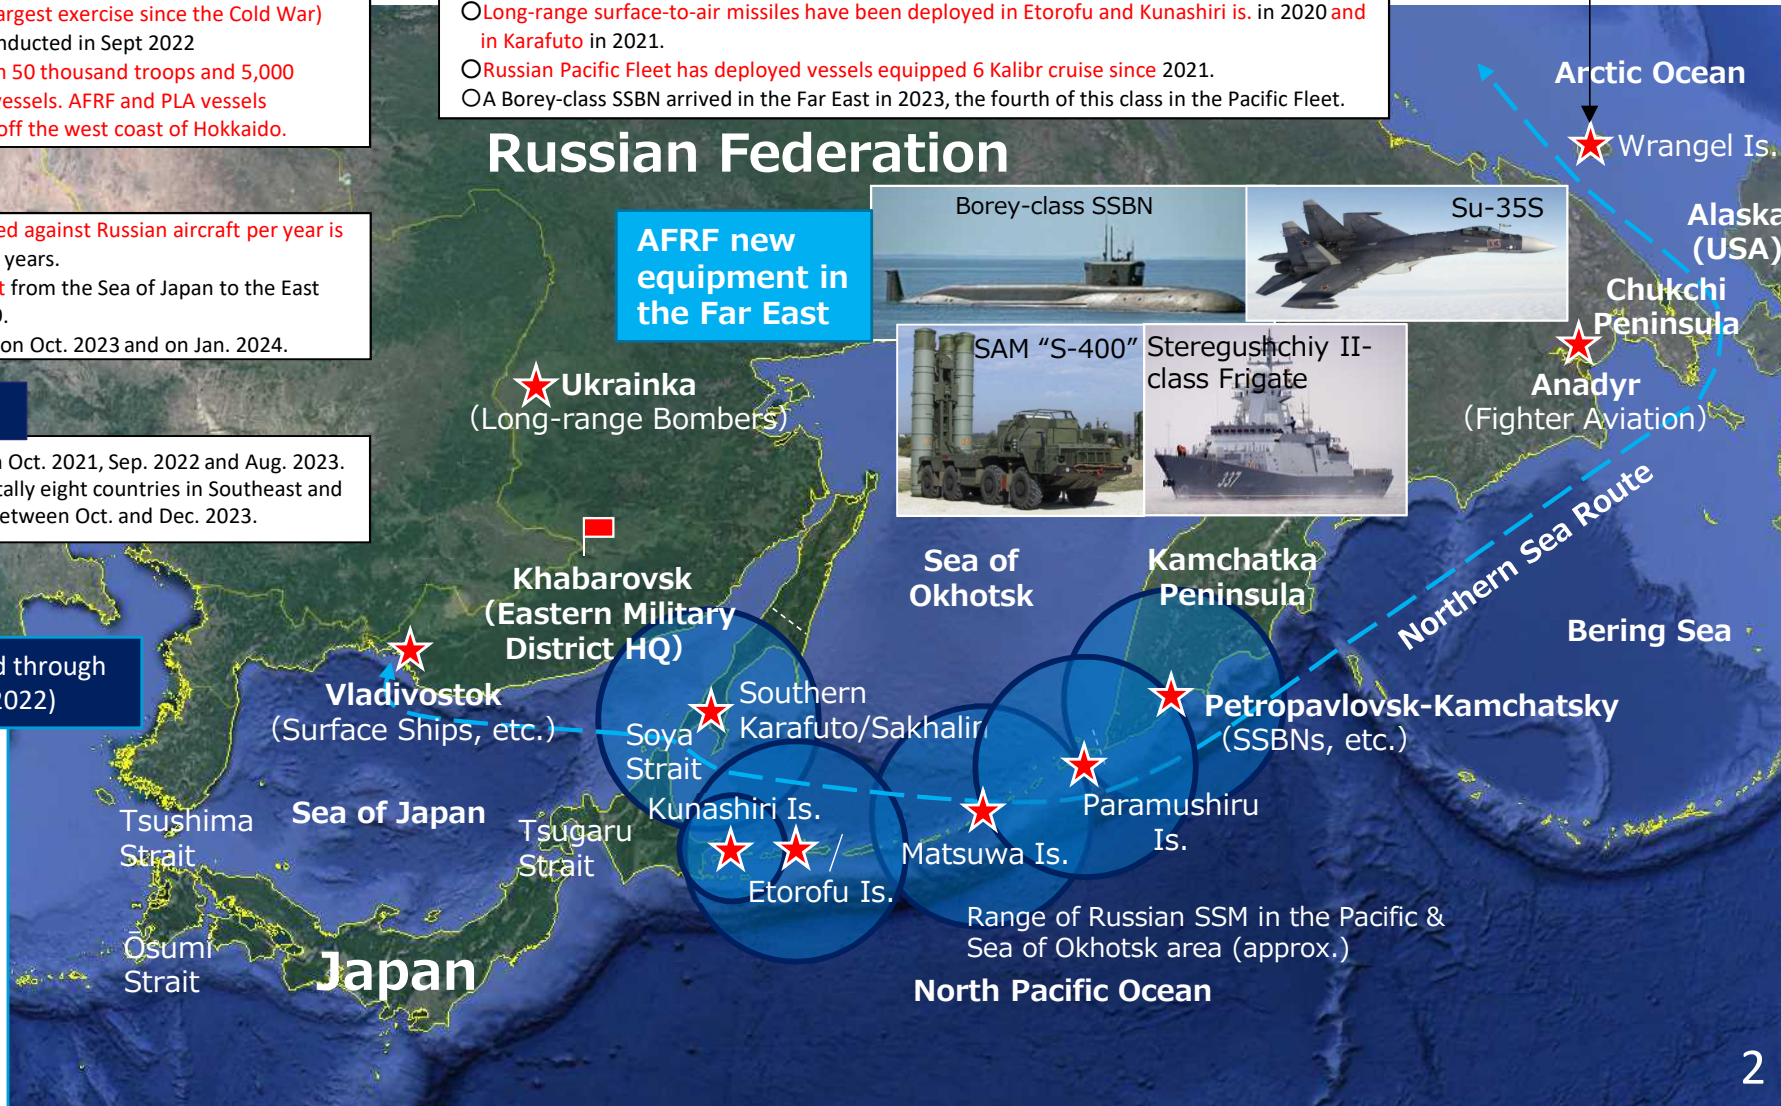 argest exercise since the Cold War)
nducted in Sept 2022
n 50 thousand troops and 5,000
vessels. AFRF and PLA vessels
off the west coast of Hokkaido.
○Long-range surface-to-air missiles have been deployed in Etorofu and Kunashiri is. in 2020 and
in Karafuto in 2021.
○Russian Pacific Fleet has deployed vessels equipped 6 Kalibr cruise since 2021.
○A Borey-class SSBN arrived in the Far East in 2023, the fourth of this class in the Pacific Fleet.
Arctic Ocean
Wrangel Is.
Russian Federation
ed against Russian aircraft per year is
years.
t from the Sea of Japan to the East
9.
on Oct. 2023 and on Jan. 2024.
AFRF new
equipment in
the Far East
Borey-class SSBN
Su-35S
SAM “S-400”
Steregushchiy II-
class Frigate
337
Alaska
(USA)
Chukchi
Peninsula
Anadyr
(Fighter Aviation)
Ukrainka
(Long-range Bombers)
n Oct. 2021, Sep. 2022 and Aug. 2023.
tally eight countries in Southeast and
etween Oct. and Dec. 2023.
Khabarovsk
(Eastern Military
District HQ)
Sea of
Okhotsk
Kamchatka
Peninsula
Northern Sea Route
Bering Sea
d through
2022)
Vladivostok
(Surface Ships, etc.)
Southern
Karafuto/Sakhalin
Soya
Strait
Petropavlovsk-Kamchatsky
(SSBNs, etc.)
Tsushima
Strait
Sea of Japan
Tsugaru
Strait
Kunashiri Is.
Etorofu Is.
Matsuwa Is.
Paramushiru
Is.
Range of Russian SSM in the Pacific &
Sea of Okhotsk area (approx.)
Ōsumi
Strait
Japan
North Pacific Ocean
2